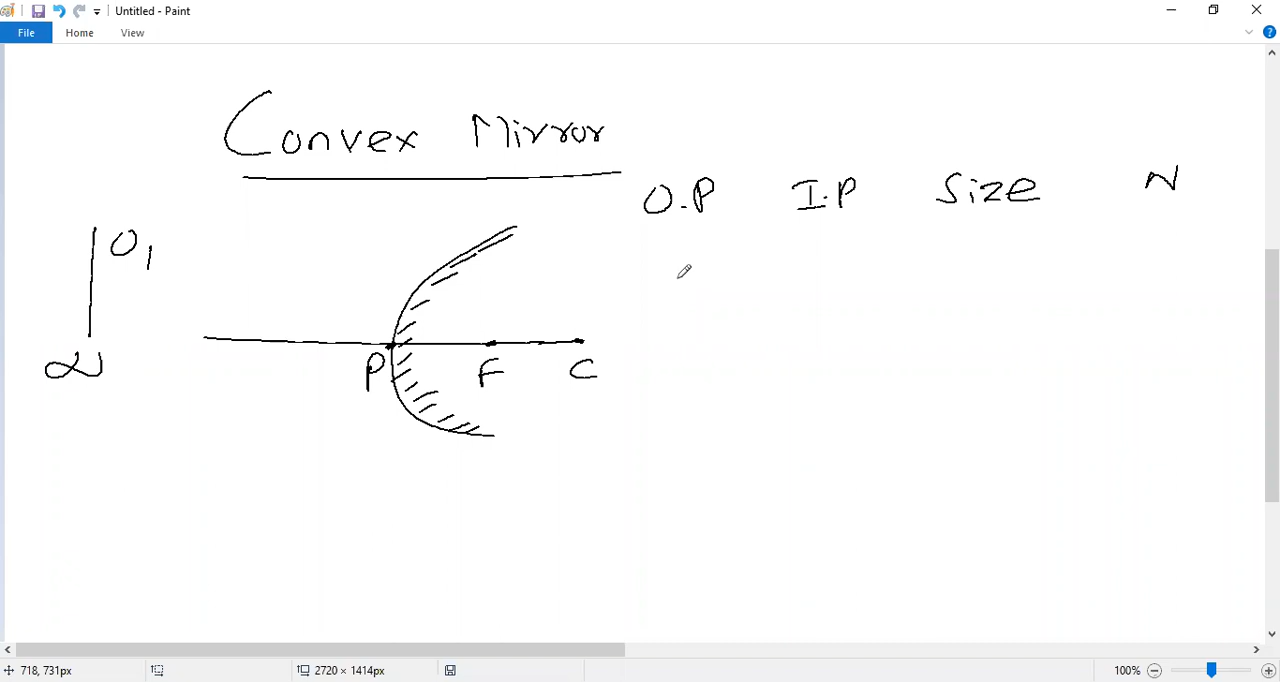 Untitled - Paint
File Home View
Convex Mirror
O.P I.P Size N
O1
∞
P F C
718, 731px 2720 × 1414px 100%